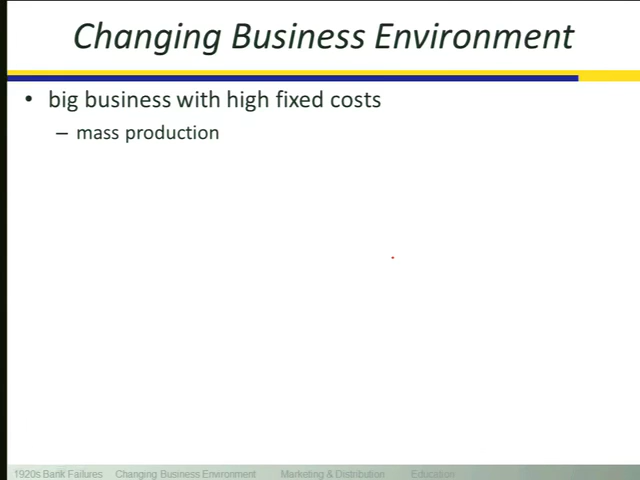 Changing Business Environment
• big business with high fixed costs
– mass production
1920s Bank Failures Changing Business Environment Marketing & Distribution Education